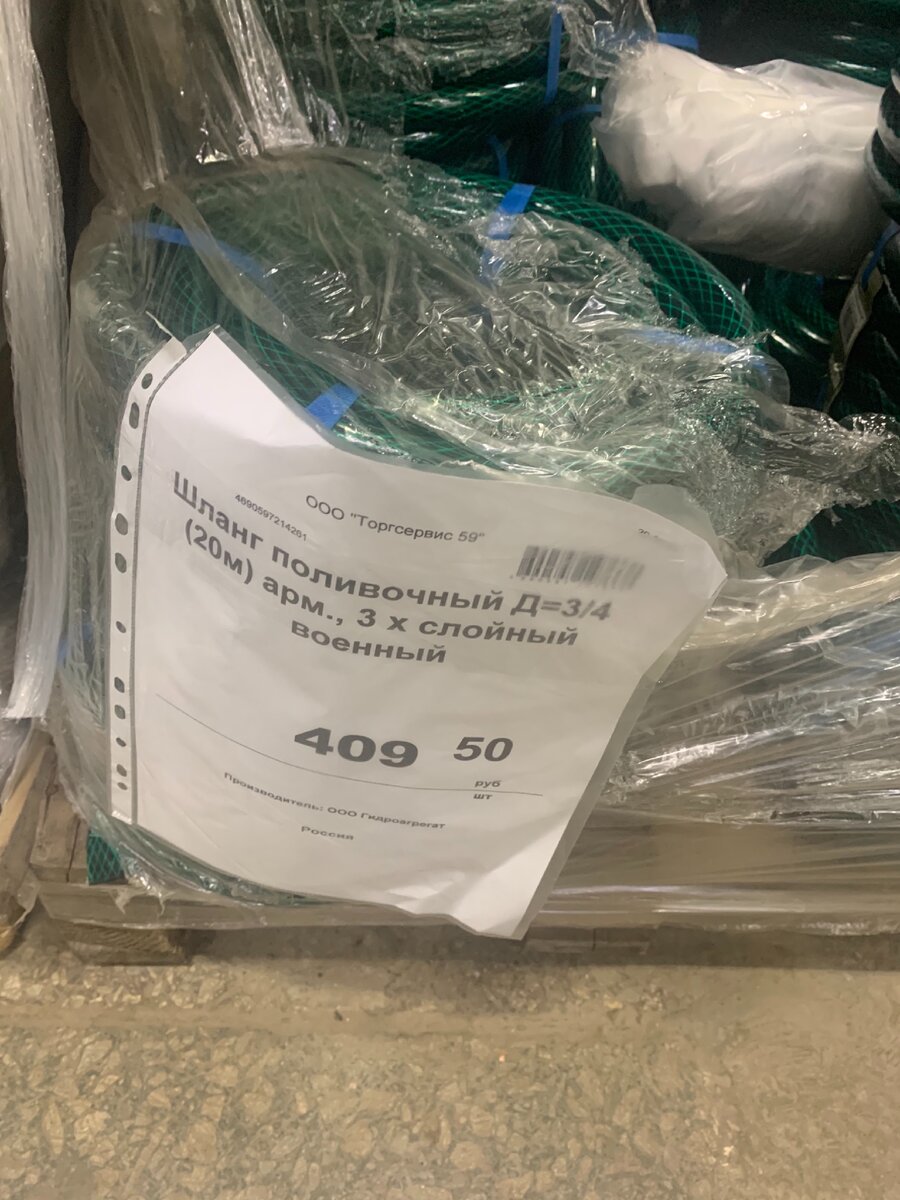 ООО "Торгсервис 59"
4690597214261
Шланг поливочный Д=3/4
(20м) арм., 3 х слойный
военный
409 50
руб
шт
Производитель: ООО Гидроагрегат
Россия